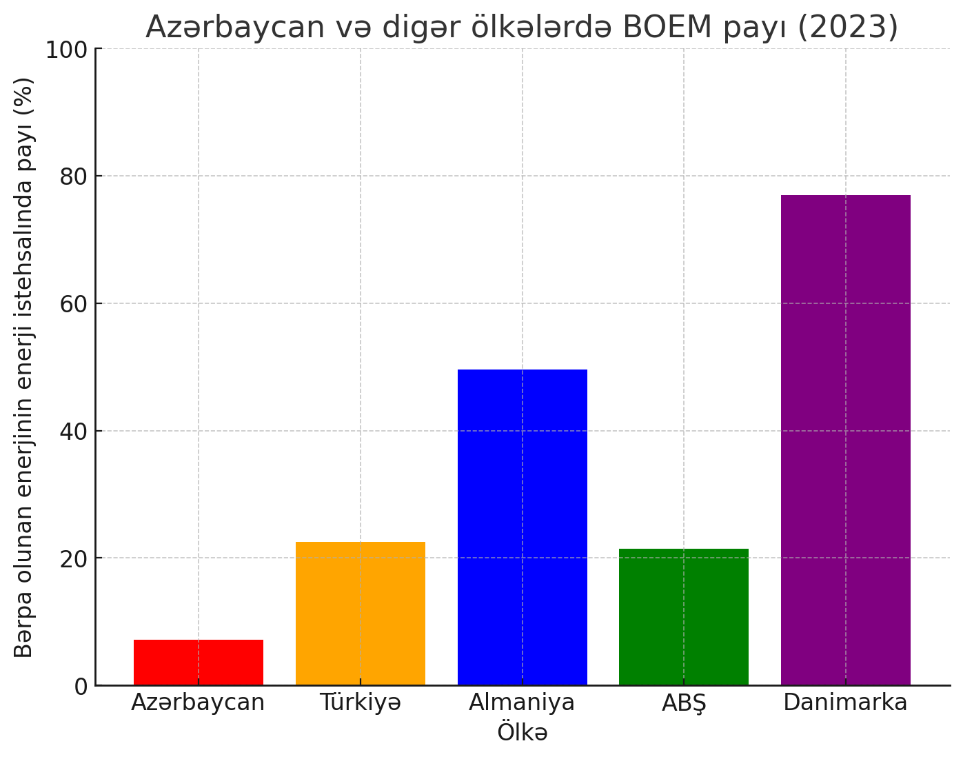 Azərbaycan və digər ölkələrdə BOEM payı (2023)
Bərpa olunan enerjinin enerji istehsalında payı (%)
100
80
60
40
20
0
Azərbaycan Türkiyə Almaniya ABŞ Danimarka
Ölkə